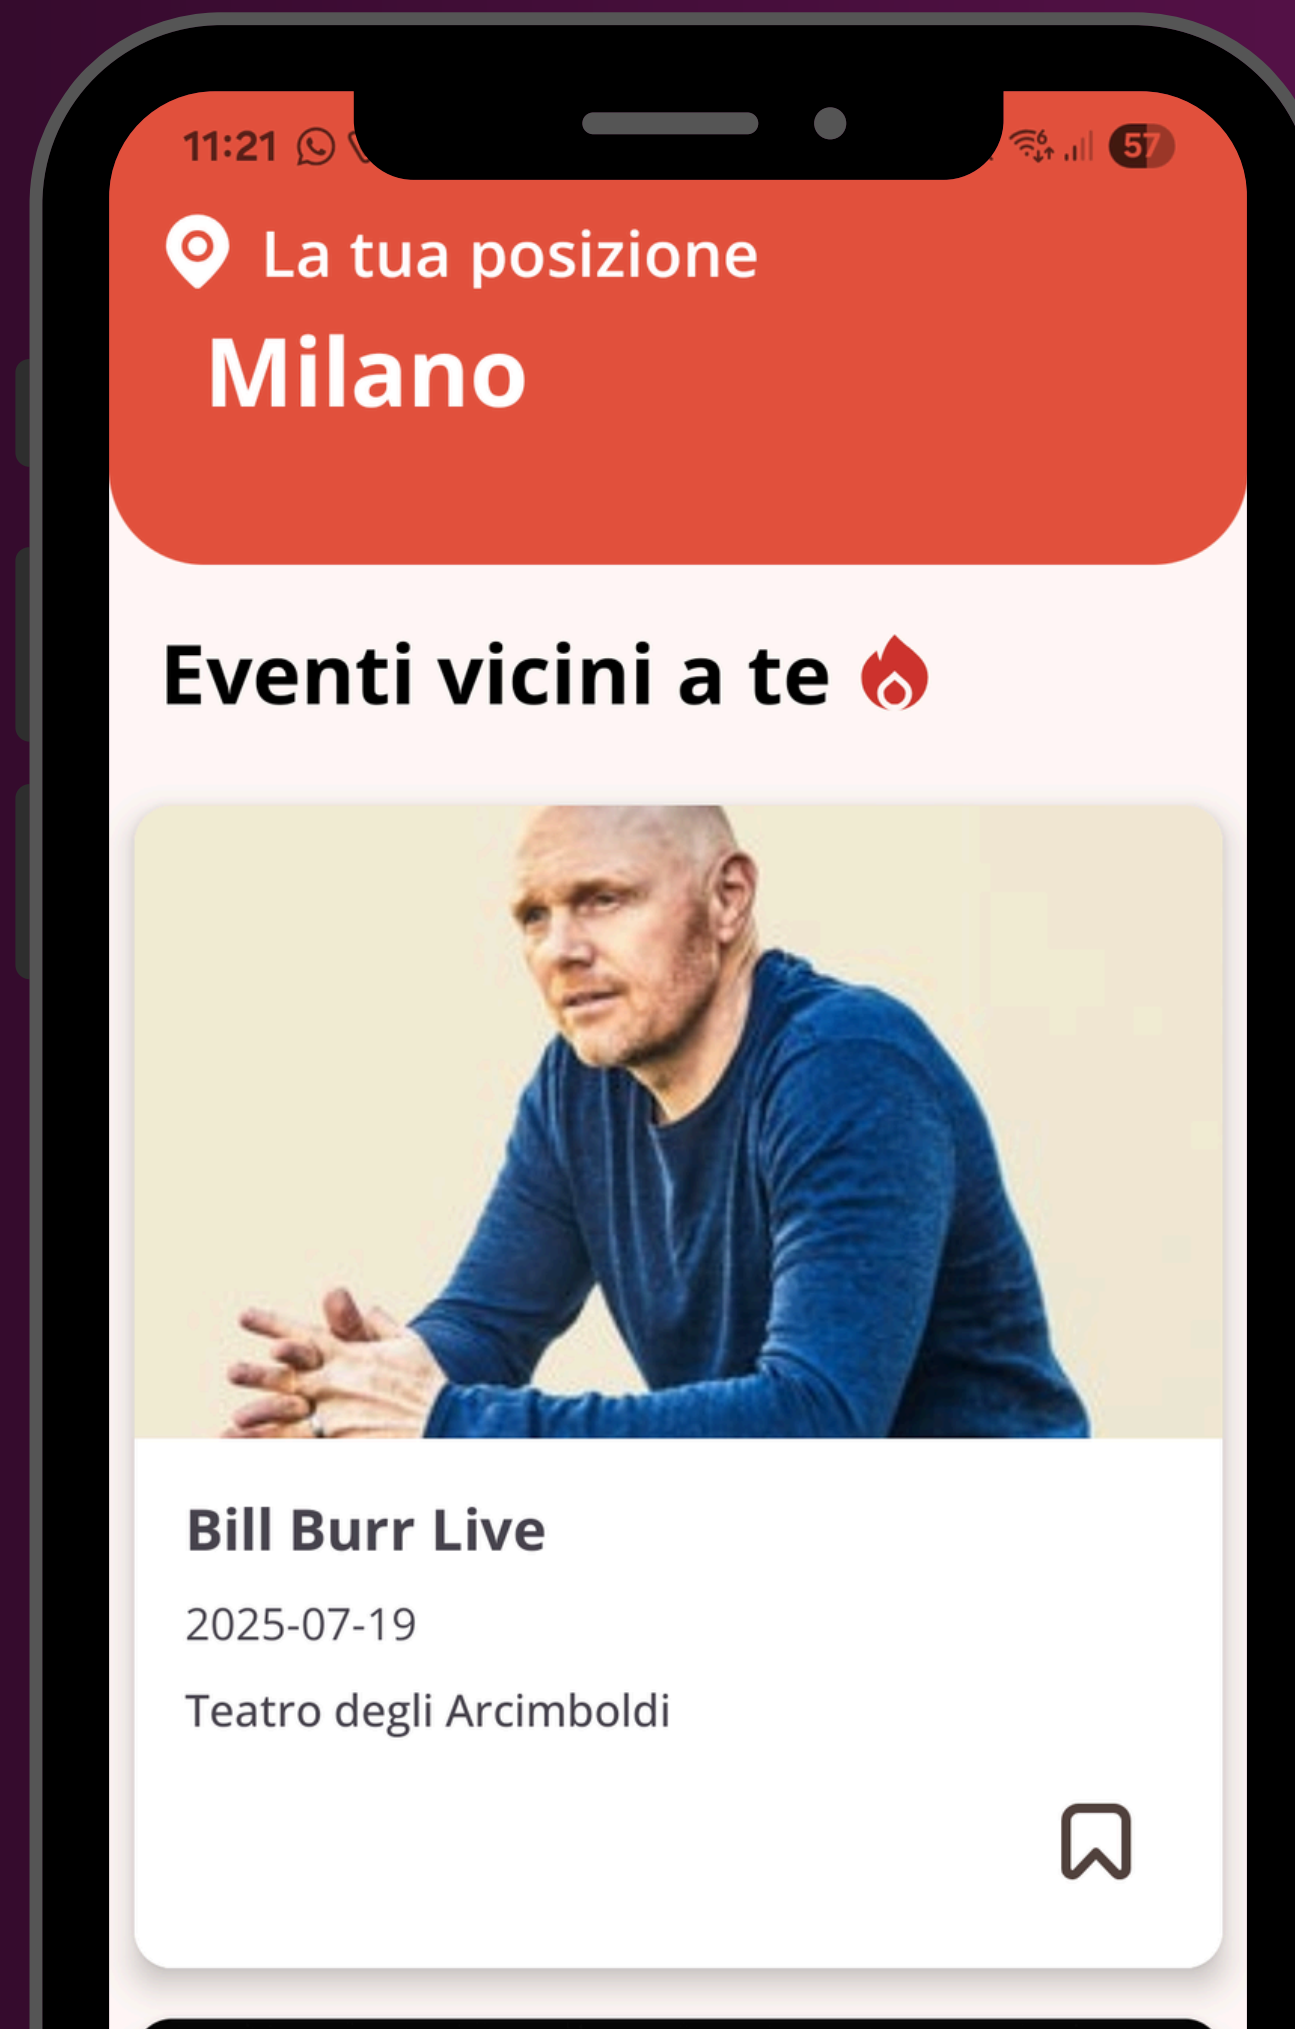 11:21
57
La tua posizione
Milano
Eventi vicini a te
Bill Burr Live
2025-07-19
Teatro degli Arcimboldi